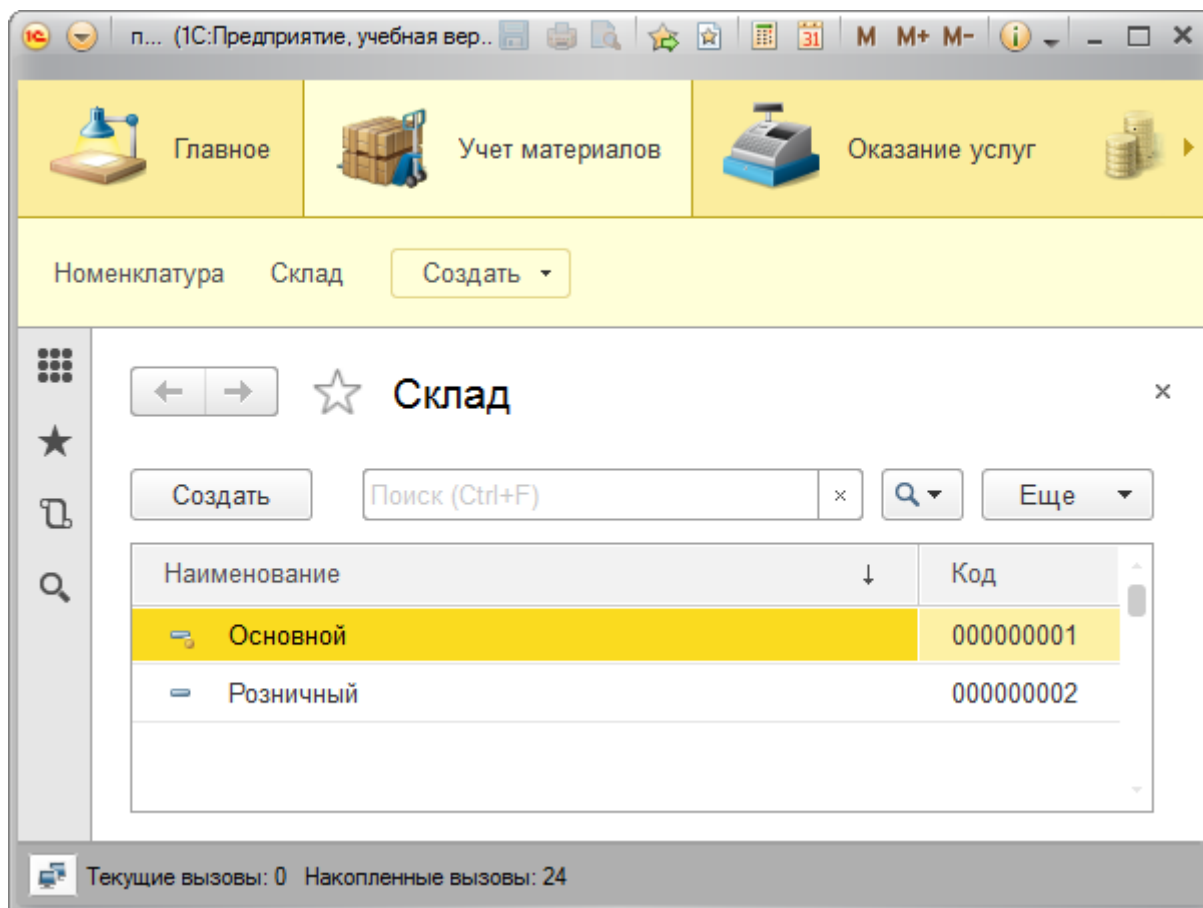 п... (1С:Предприятие, учебная вер.. 31 M M+ M-
Главное Учет материалов Оказание услуг
Номенклатура Склад Создать
Склад
Создать Поиск (Ctrl+F) Еще
Наименование Код
Основной 000000001
Розничный 000000002
Текущие вызовы: 0 Накопленные вызовы: 24